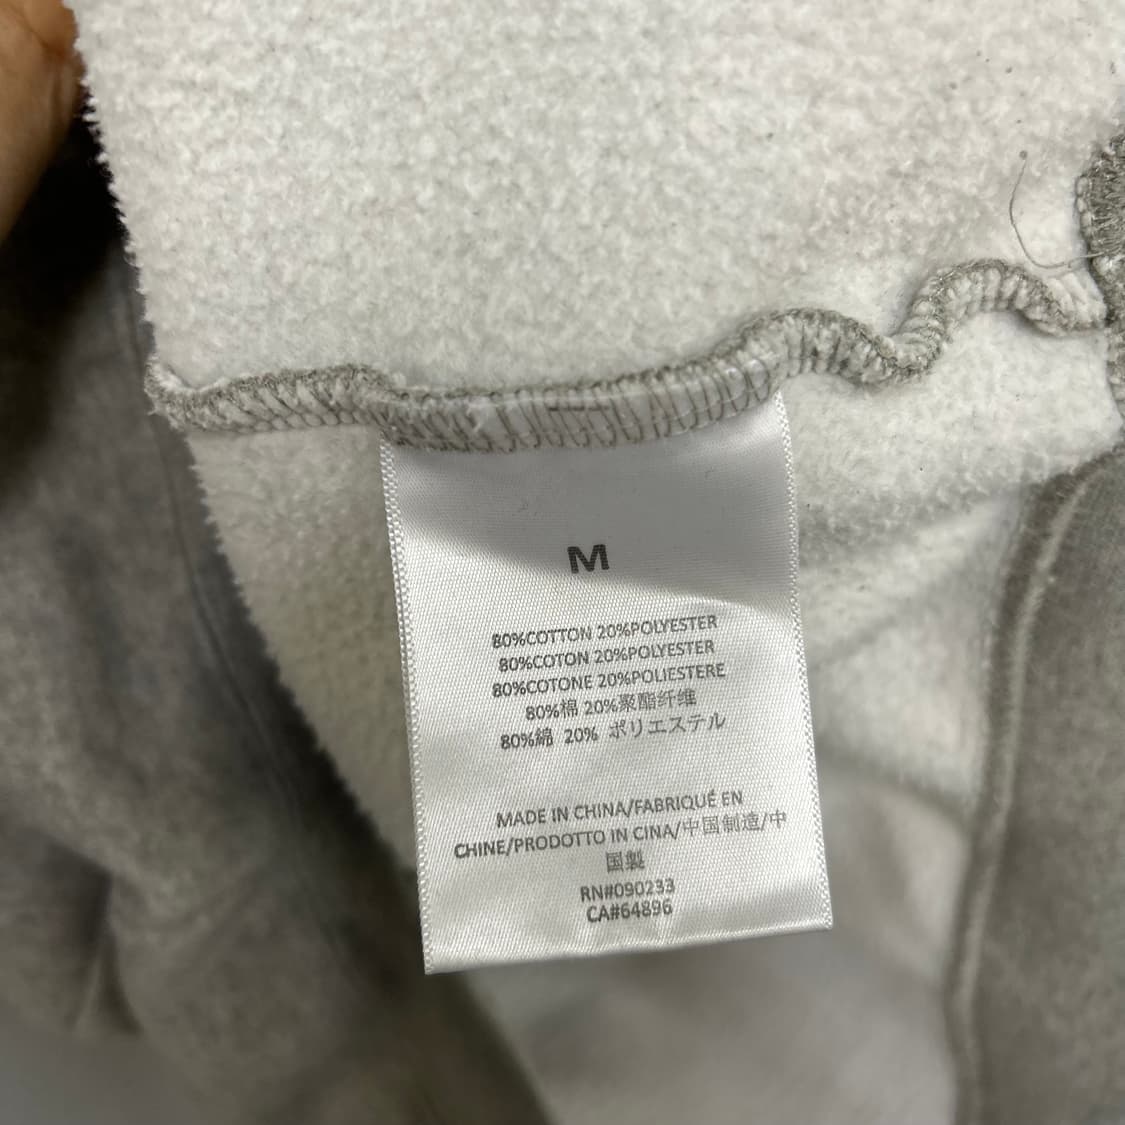 M
80%COTTON 20%POLYESTER
80%COTON 20%POLYESTER
80%COTONE 20%POLIESTERE
80%棉 20%聚酯纤维
80%綿 20% ポリエステル
MADE IN CHINA/FABRIQUÉ EN
CHINE/PRODOTTO IN CINA/中国制造/中
国製
RN#090233
CA#64896